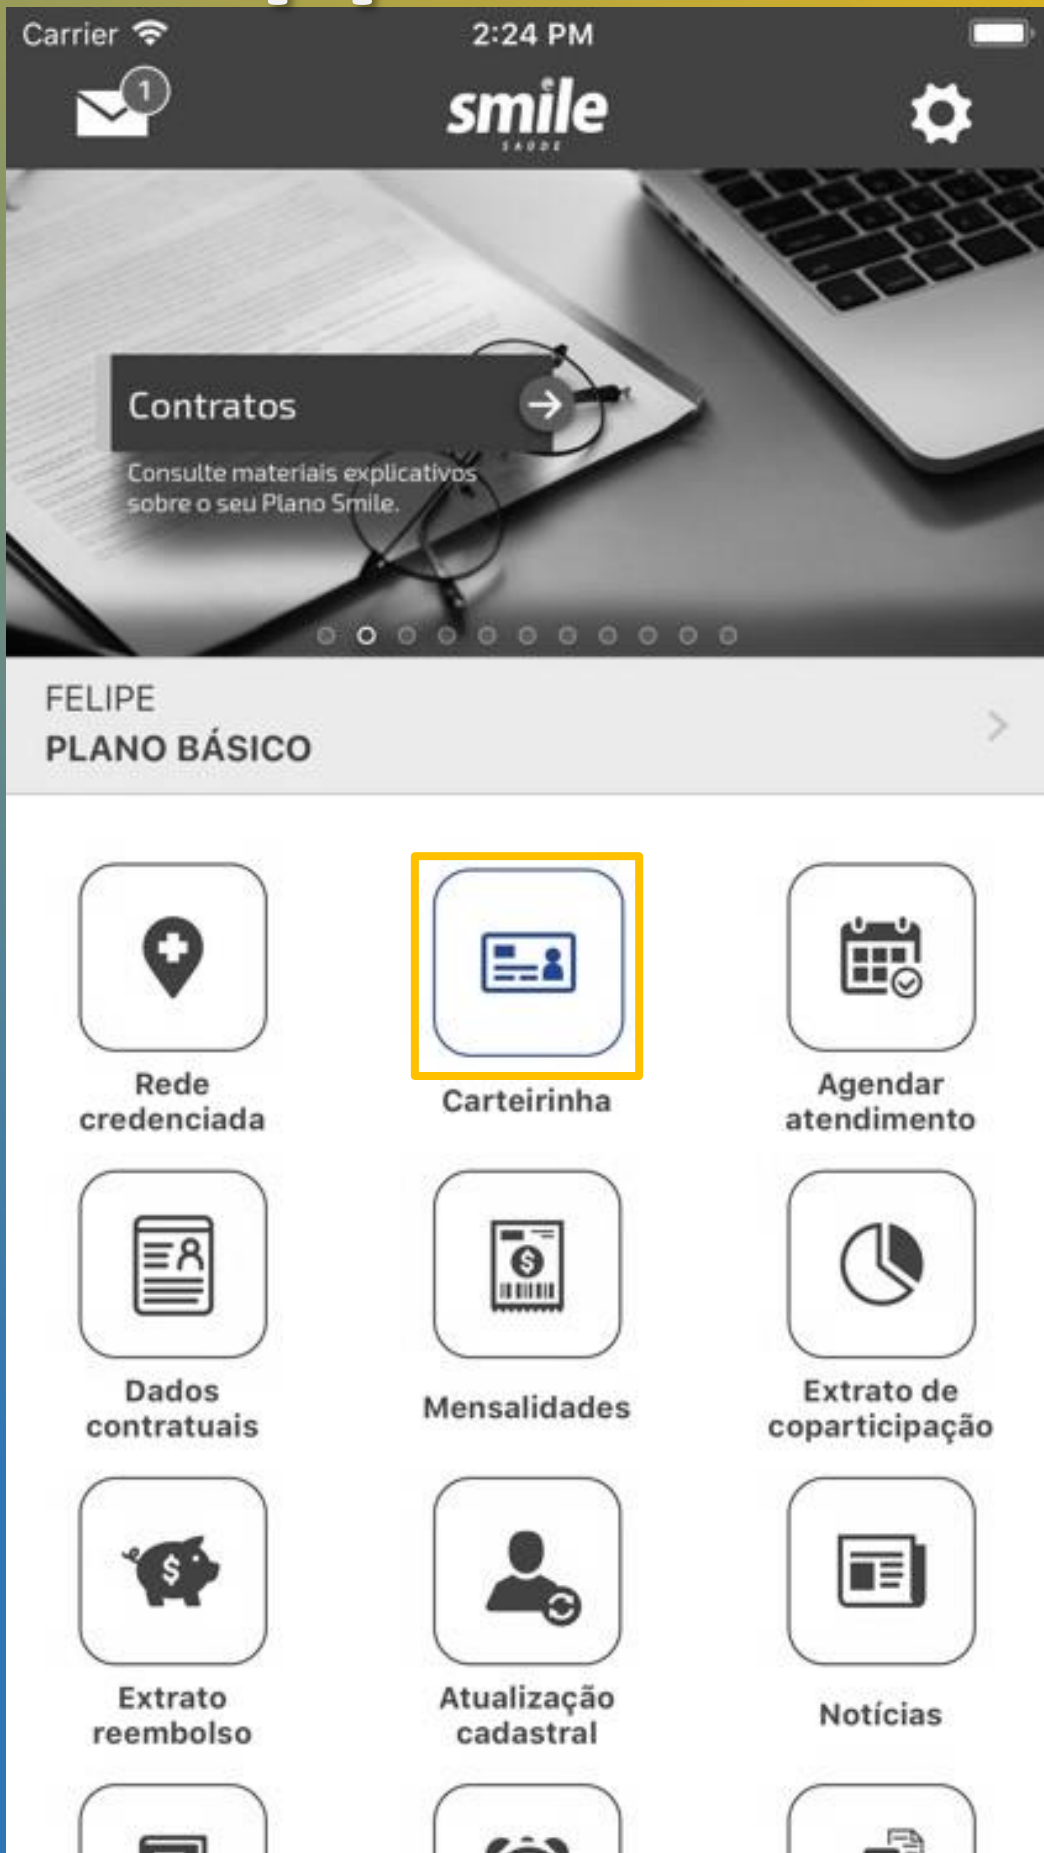 Carrier 2:24 PM
1
smile
SAÚDE
Contratos
Consulte materiais explicativos
sobre o seu Plano Smile.
FELIPE
PLANO BÁSICO
Rede
credenciada
Carteirinha
Agendar
atendimento
Dados
contratuais
Mensalidades
Extrato de
coparticipação
Extrato
reembolso
Atualização
cadastral
Notícias